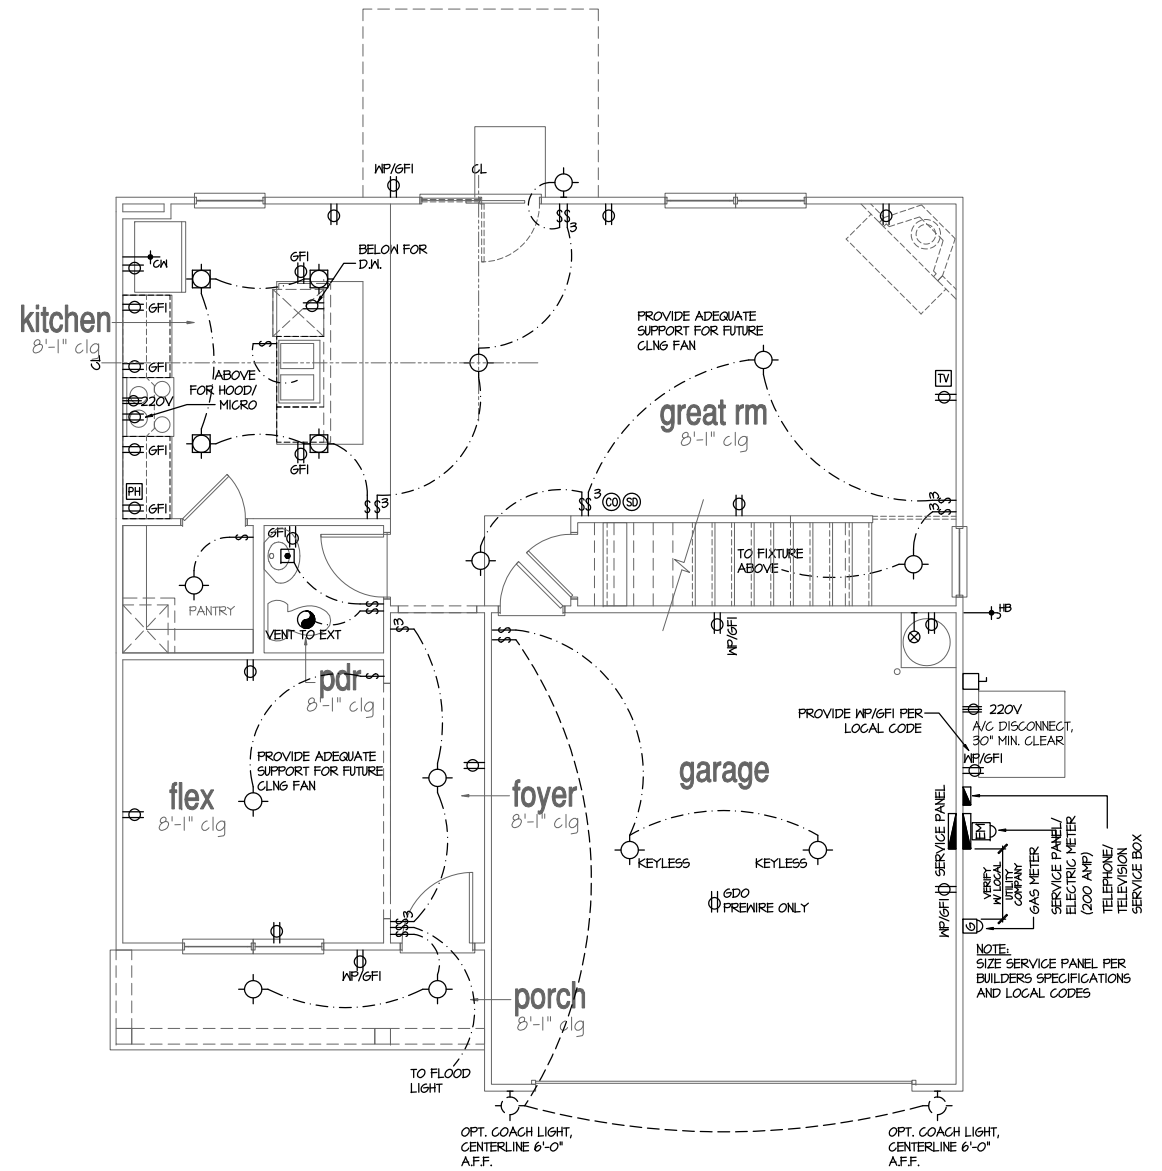 WP/GFI
CL
3
GFI
BELOW FOR
D.W.
CW
GFI
kitchen
8'-1" clg
CL
S
PROVIDE ADEQUATE
SUPPORT FOR FUTURE
CLNG FAN
GFI
ABOVE
FOR HOOD/
MICRO
220V
TV
great rm
8'-1" clg
GFI
GFI
PH
GFI
3
3
CO
SD
3
3
GFI
TO FIXTURE
ABOVE
PANTRY
VENT TO EXT
HB
3
WP/GFI
pdr
8'-1" clg
220V
A/C DISCONNECT,
30" MIN. CLEAR
PROVIDE WP/GFI PER
LOCAL CODE
WP/GFI
PROVIDE ADEQUATE
SUPPORT FOR FUTURE
CLNG FAN
flex
8'-1" clg
foyer
8'-1" clg
garage
KEYLESS
KEYLESS
GDO
PREWIRE ONLY
SERVICE PANEL
EM
VERIFY
W/ LOCAL
UTILITY
COMPANY
GAS METER
SERVICE PANEL/
ELECTRIC METER
(200 AMP)
TELEPHONE/
TELEVISION
SERVICE BOX
WP/GFI
G
3
NOTE:
SIZE SERVICE PANEL PER
BUILDERS SPECIFICATIONS
AND LOCAL CODES
WP/GFI
porch
8'-1" clg
TO FLOOD
LIGHT
OPT. COACH LIGHT,
CENTERLINE 6'-0"
A.F.F.
OPT. COACH LIGHT,
CENTERLINE 6'-0"
A.F.F.